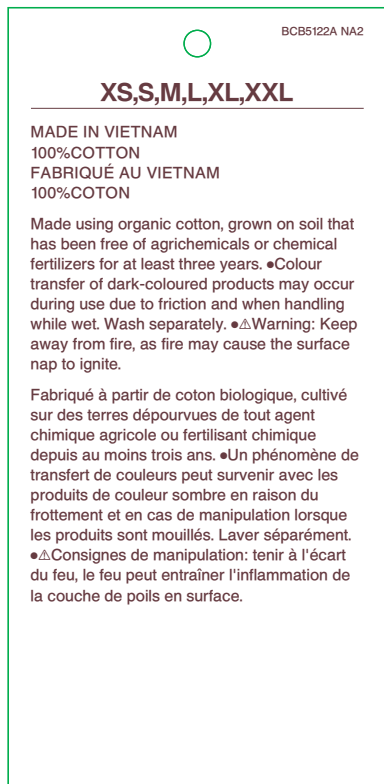 BCB5122A NA2
XS,S,M,L,XL,XXL
MADE IN VIETNAM
100%COTTON
FABRIQUÉ AU VIETNAM
100%COTON
Made using organic cotton, grown on soil that
has been free of agrichemicals or chemical
fertilizers for at least three years. ●Colour
transfer of dark-coloured products may occur
during use due to friction and when handling
while wet. Wash separately. ●⚠Warning: Keep
away from fire, as fire may cause the surface
nap to ignite.
Fabriqué à partir de coton biologique, cultivé
sur des terres dépourvues de tout agent
chimique agricole ou fertilisant chimique
depuis au moins trois ans. ●Un phénomène de
transfert de couleurs peut survenir avec les
produits de couleur sombre en raison du
frottement et en cas de manipulation lorsque
les produits sont mouillés. Laver séparément.
●⚠Consignes de manipulation: tenir à l'écart
du feu, le feu peut entraîner l'inflammation de
la couche de poils en surface.